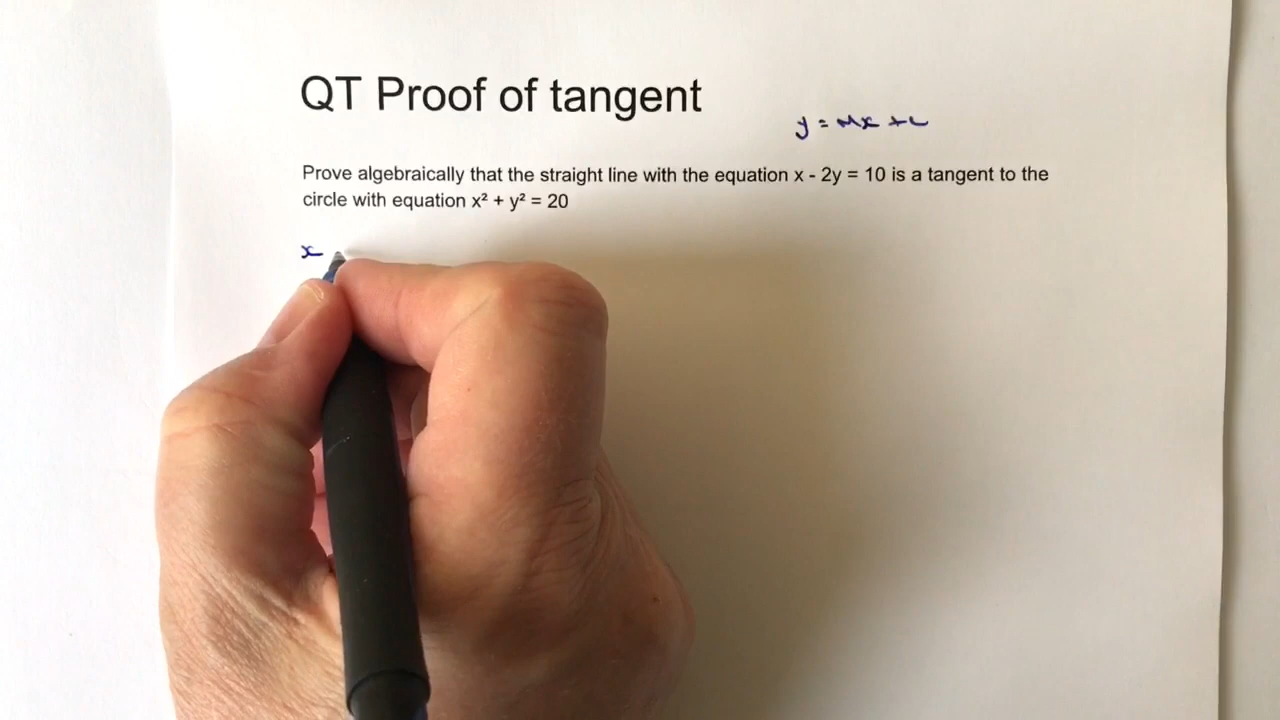 QT Proof of tangent
y = mx + c
Prove algebraically that the straight line with the equation x - 2y = 10 is a tangent to the
circle with equation x² + y² = 20
x